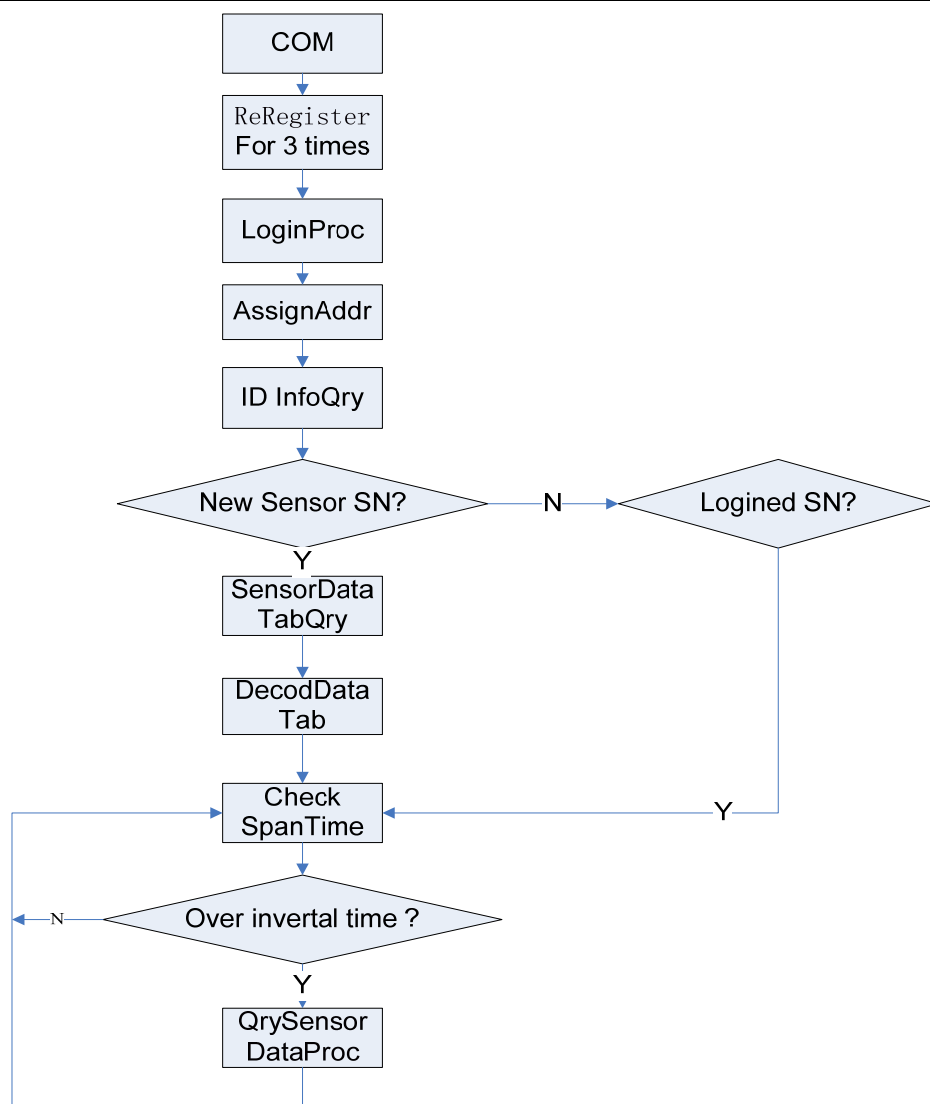 COM
ReRegister
For 3 times
LoginProc
AssignAddr
ID InfoQry
New Sensor SN?
N
Logined SN?
Y
SensorData
TabQry
DecodData
Tab
Check
SpanTime
Y
Over invertal time ?
N
Y
QrySensor
DataProc